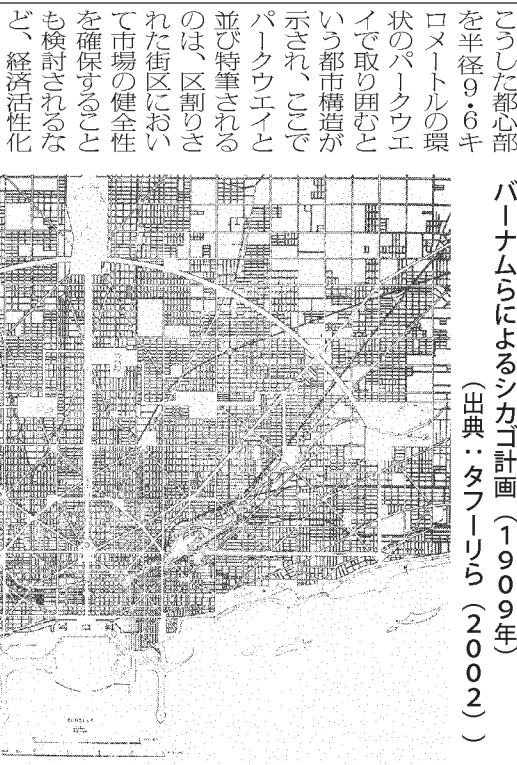 こうした都心部
を半径9・6キ
ロメートルの環
状のパークウエ
イで取り囲むと
いう都市構造が
示され、ここで
パークウエイと
並び特筆される
のは、区割りさ
れた街区におい
て市場の健全性
を確保すること
も検討されるな
ど、経済活性化
バーナムらによるシカゴ計画（1909年）
（出典：タフーリら（2002））